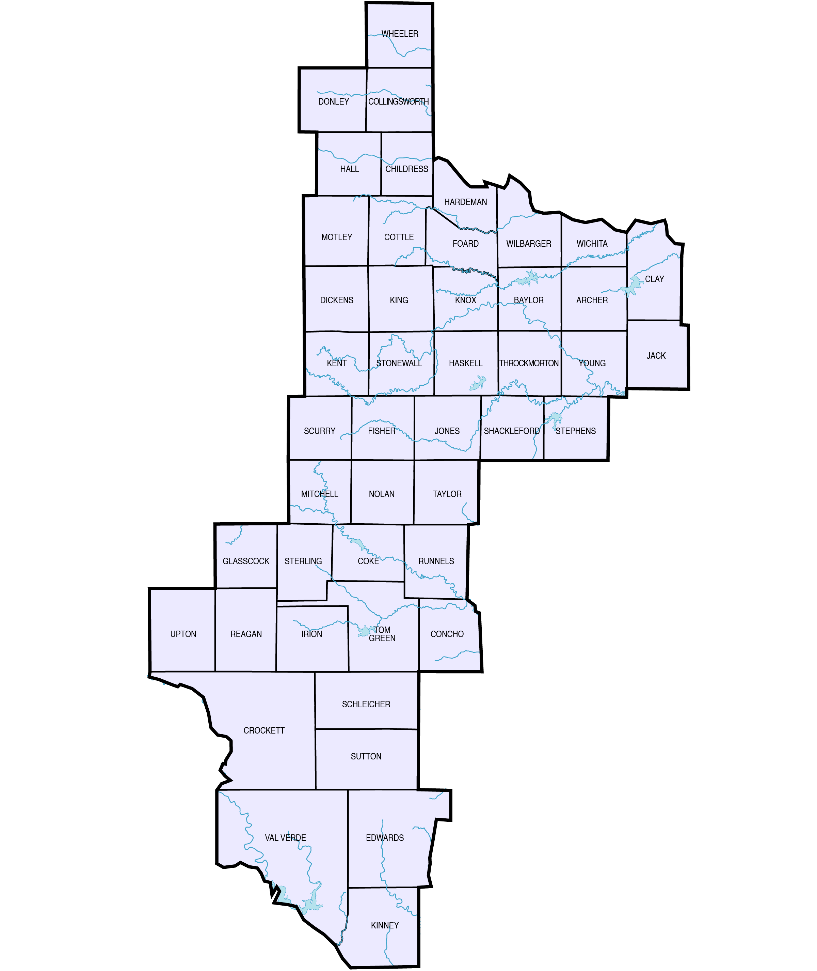 WHEELER
DONLEY
COLLINGSWORTH
HALL
CHILDRESS
HARDEMAN
MOTLEY
COTTLE
FOARD
WILBARGER
WICHITA
CLAY
DICKENS
KING
KNOX
BAYLOR
ARCHER
JACK
KENT
STONEWALL
HASKELL
THROCKMORTON
YOUNG
SCURRY
FISHER
JONES
SHACKLEFORD
STEPHENS
MITCHELL
NOLAN
TAYLOR
GLASSCOCK
STERLING
COKE
RUNNELS
UPTON
REAGAN
IRION
TOM
GREEN
CONCHO
SCHLEICHER
CROCKETT
SUTTON
VAL VERDE
EDWARDS
KINNEY